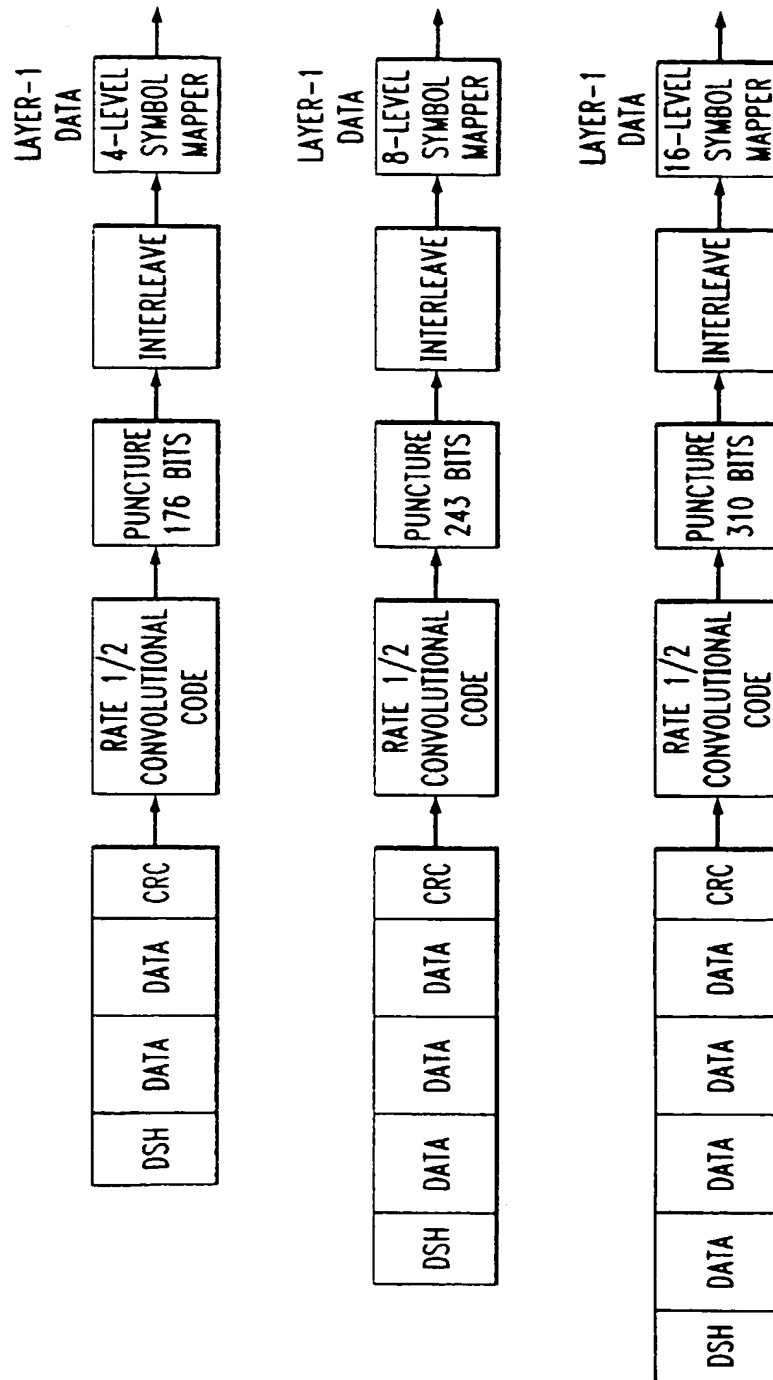 DSH
DATA
DATA
CRC
RATE 1/2
CONVOLUTIONAL
CODE
PUNCTURE
176 BITS
INTERLEAVE
LAYER-1
DATA
4-LEVEL
SYMBOL
MAPPER
DSH
DATA
DATA
DATA
CRC
RATE 1/2
CONVOLUTIONAL
CODE
PUNCTURE
243 BITS
INTERLEAVE
LAYER-1
DATA
8-LEVEL
SYMBOL
MAPPER
DSH
DATA
DATA
DATA
DATA
CRC
RATE 1/2
CONVOLUTIONAL
CODE
PUNCTURE
310 BITS
INTERLEAVE
LAYER-1
DATA
16-LEVEL
SYMBOL
MAPPER